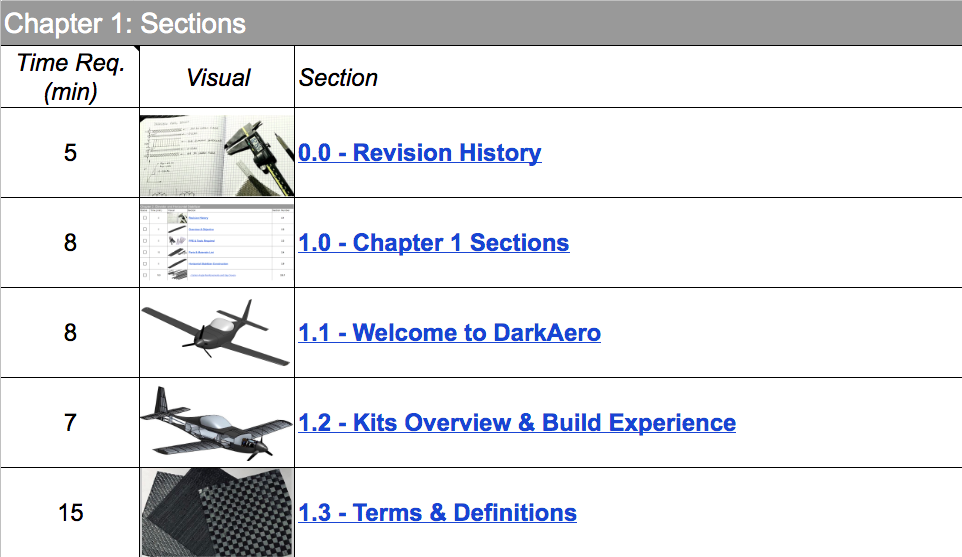 Chapter 1: Sections
Time Req. (min) Visual Section
5 0.0 - Revision History
8 1.0 - Chapter 1 Sections
8 1.1 - Welcome to DarkAero
7 1.2 - Kits Overview & Build Experience
15 1.3 - Terms & Definitions